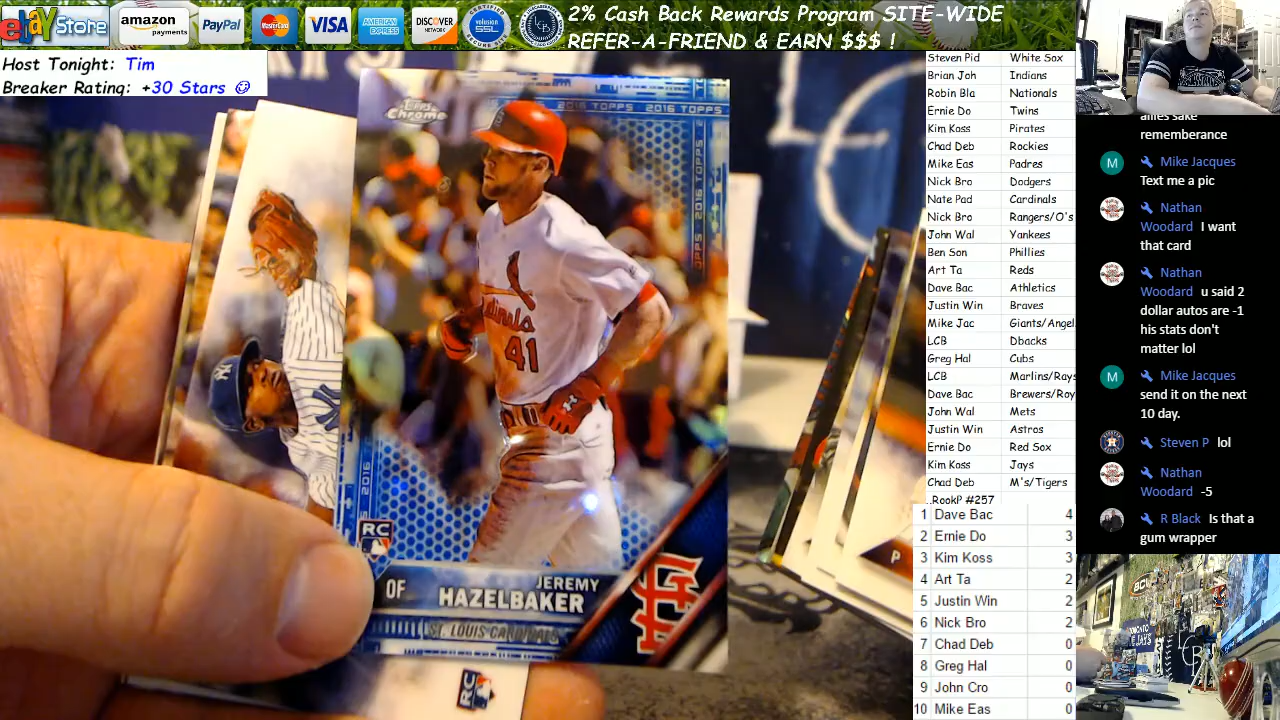 ebay Store
amazon payments
PayPal
MasterCard
VISA
AMERICAN EXPRESS
DISCOVER NETWORK
2% Cash Back Rewards Program SITE-WIDE
REFER-A-FRIEND & EARN $$$ !
Host Tonight: Tim
Breaker Rating: +30 Stars
Steven Pid White Sox
Brian Joh Indians
Robin Bla Nationals
Ernie Do Twins
Kim Koss Pirates
Chad Deb Rockies
Mike Eas Padres
Nick Bro Dodgers
Nate Pad Cardinals
Nick Bro Rangers/O's
John Wal Yankees
Ben Son Phillies
Art Ta Reds
Dave Bac Athletics
Justin Win Braves
Mike Jac Giants/Angel
LCB Dbacks
Greg Hal Cubs
LCB Marlins/Rays
Dave Bac Brewers/Roy
John Wal Mets
Justin Win Astros
Ernie Do Red Sox
Kim Koss Jays
Chad Deb M's/Tigers
RookP #257
1 Dave Bac 4
2 Ernie Do 3
3 Kim Koss 3
4 Art Ta 2
5 Justin Win 2
6 Nick Bro 2
7 Chad Deb 0
8 Greg Hal 0
9 John Cro 0
10 Mike Eas 0
rememberance
M Mike Jacques
Text me a pic
Nathan
Woodard I want
that card
Nathan
Woodard u said 2
dollar autos are -1
his stats don't
matter lol
M Mike Jacques
send it on the next
10 day.
Steven P lol
Nathan
Woodard -5
R Black Is that a
gum wrapper
Topps
Chrome
2016 TOPPS 2016 TOPPS
Cardinals
41
2016
RC
OF JEREMY
HAZELBAKER
ST. LOUIS CARDINALS
RC
P